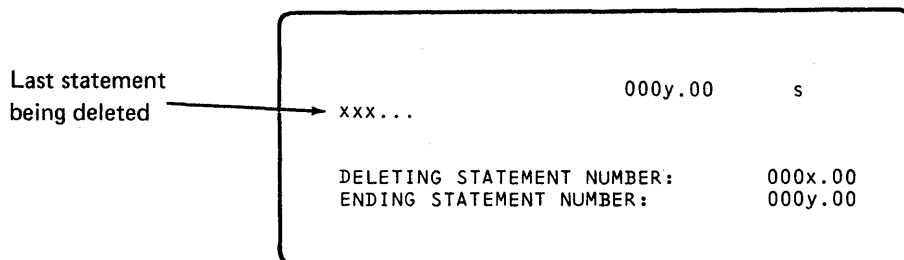 Last statement
being deleted
000y.00 s
xxx...
DELETING STATEMENT NUMBER: 000x.00
ENDING STATEMENT NUMBER: 000y.00